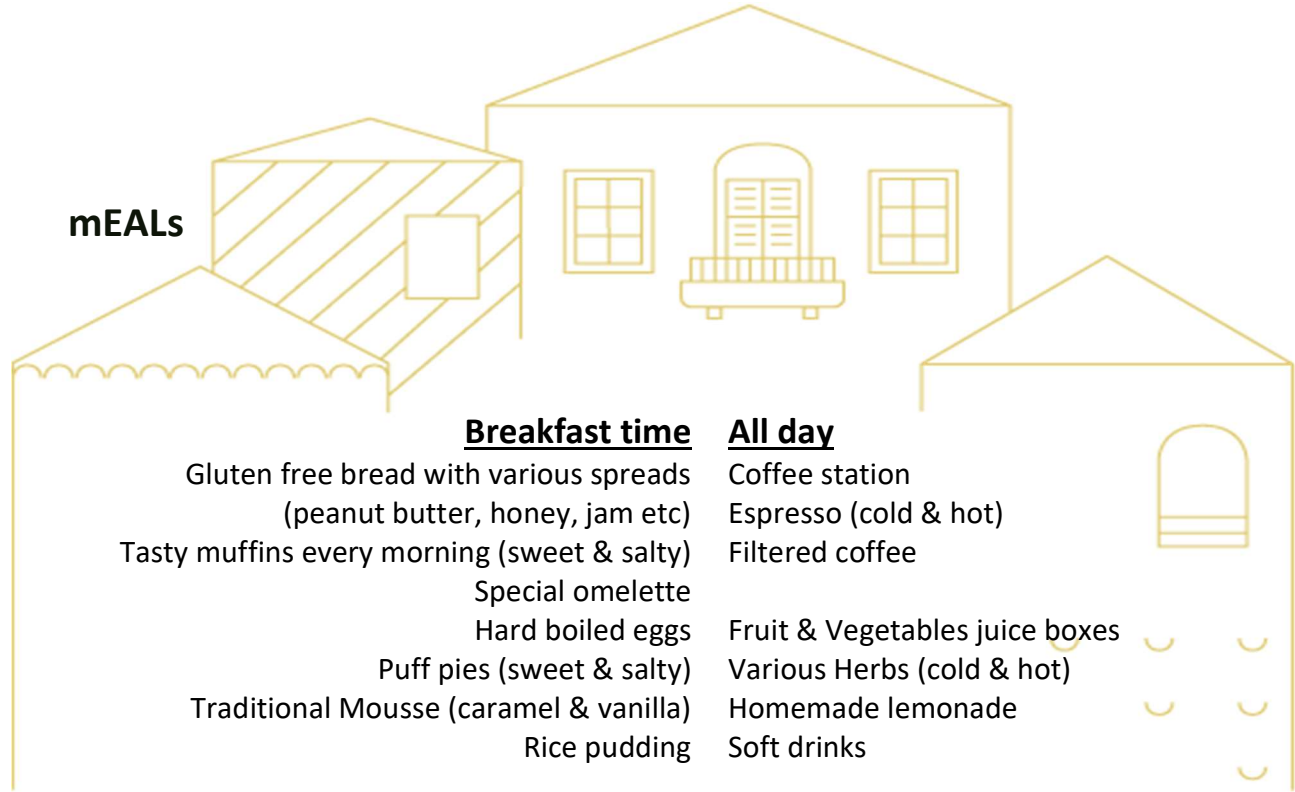 mEALs
Breakfast time
Gluten free bread with various spreads
(peanut butter, honey, jam etc)
Tasty muffins every morning (sweet & salty)
Special omelette
Hard boiled eggs
Puff pies (sweet & salty)
Traditional Mousse (caramel & vanilla)
Rice pudding
All day
Coffee station
Espresso (cold & hot)
Filtered coffee
Fruit & Vegetables juice boxes
Various Herbs (cold & hot)
Homemade lemonade
Soft drinks